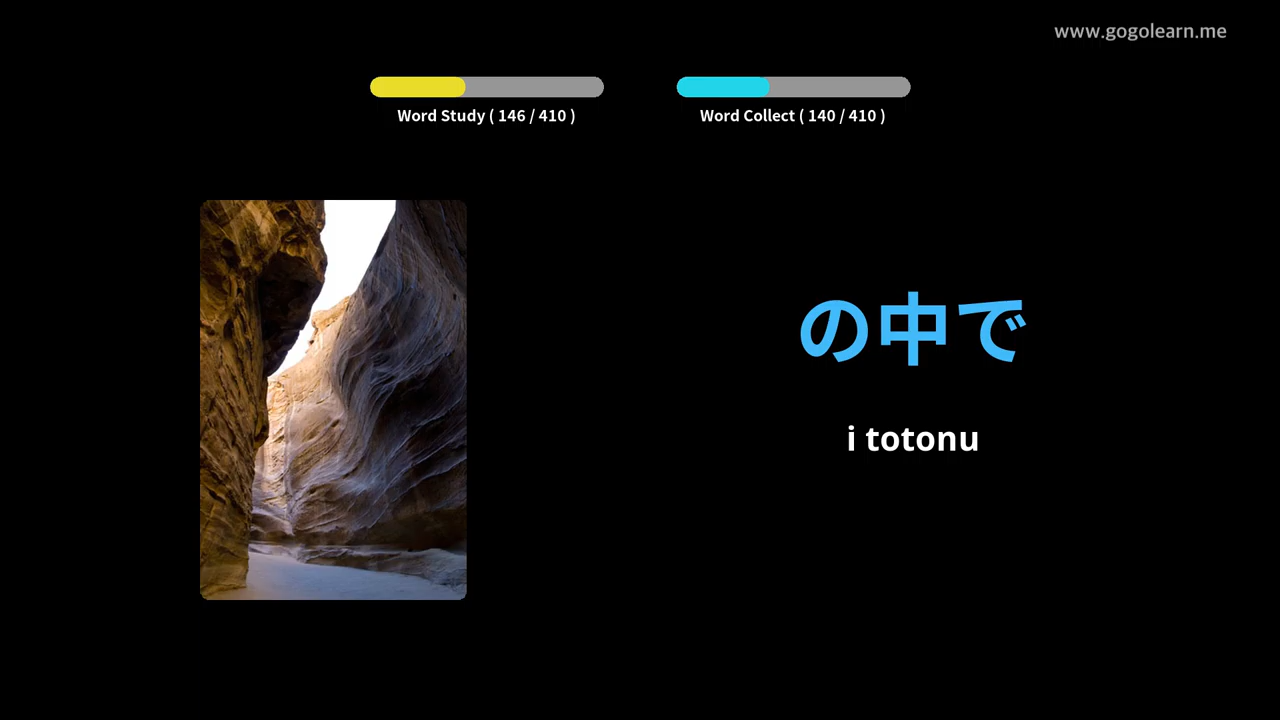 www.gogolearn.me
Word Study ( 146 / 410 )
Word Collect ( 140 / 410 )
の中で
i totonu